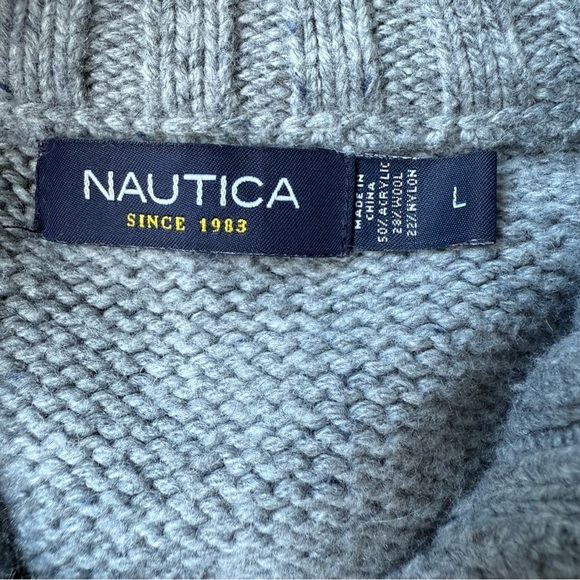 NAUTICA
SINCE 1983
MADE IN
CHINA
50% ACRYLIC
28% WOOL
22% NYLON
L